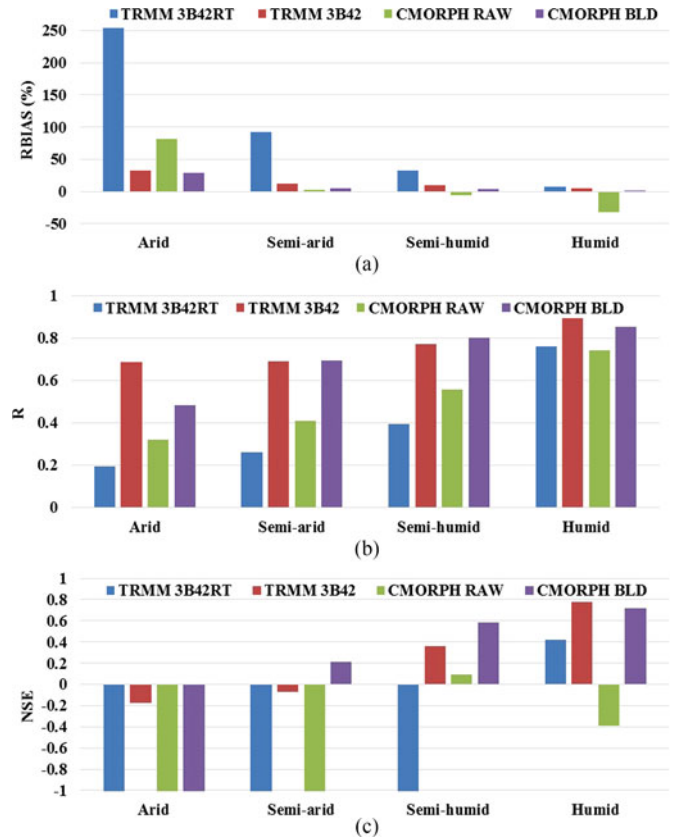 TRMM 3B42RT TRMM 3B42 CMORPH RAW CMORPH BLD
250
200
150
100
50
0
-50
RBIAS (%)
Arid Semi-arid Semi-humid Humid
(a)
1
TRMM 3B42RT TRMM 3B42 CMORPH RAW CMORPH BLD
0.8
0.6
0.4
0.2
0
R
Arid Semi-arid Semi-humid Humid
(b)
1
TRMM 3B42RT TRMM 3B42 CMORPH RAW CMORPH BLD
0.8
0.6
0.4
0.2
0
-0.2
-0.4
-0.6
-0.8
-1
NSE
Arid Semi-arid Semi-humid Humid
(c)